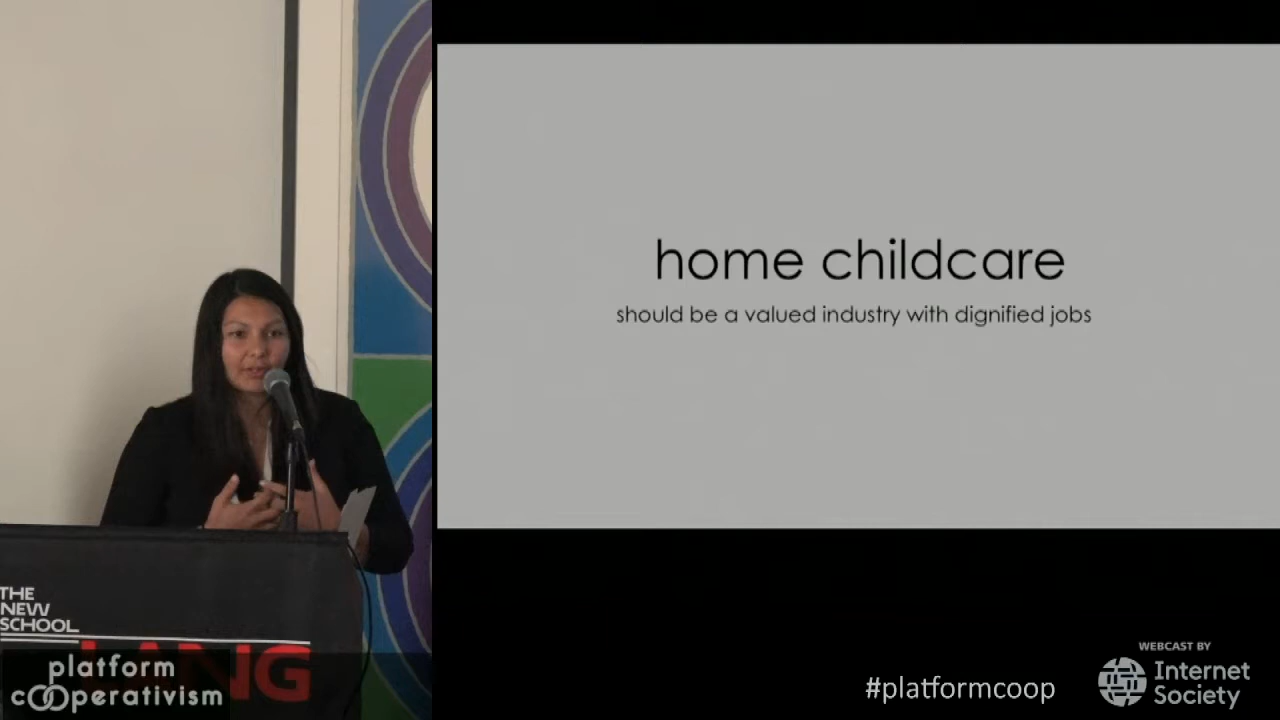 home childcare
should be a valued industry with dignified jobs
THE
NEW
SCHOOL
LANG
platform
cooperativism
#platformcoop
WEBCAST BY
Internet
Society